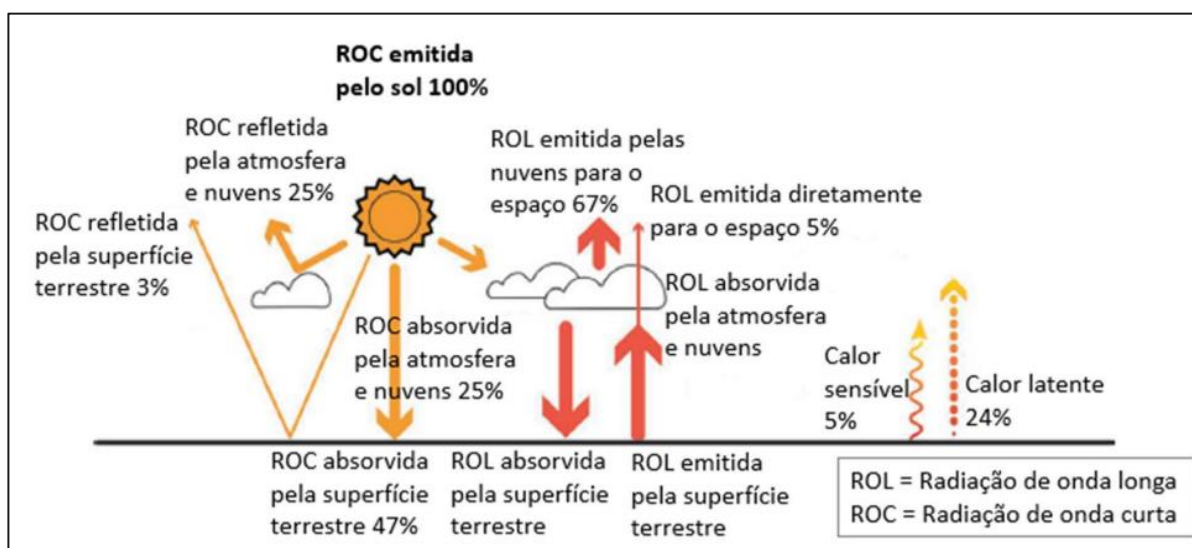 ROC emitida
pelo sol 100%
ROC refletida
pela atmosfera
e nuvens 25%
ROL emitida pelas
nuvens para o
espaço 67%
ROL emitida diretamente
para o espaço 5%
ROC refletida
pela superfície
terrestre 3%
ROC absorvida
pela atmosfera
e nuvens 25%
ROL absorvida
pela atmosfera
e nuvens
Calor
sensível
5%
Calor latente
24%
ROC absorvida
pela superfície
terrestre 47%
ROL absorvida
pela superfície
terrestre
ROL emitida
pela superfície
terrestre
ROL = Radiação de onda longa
ROC = Radiação de onda curta